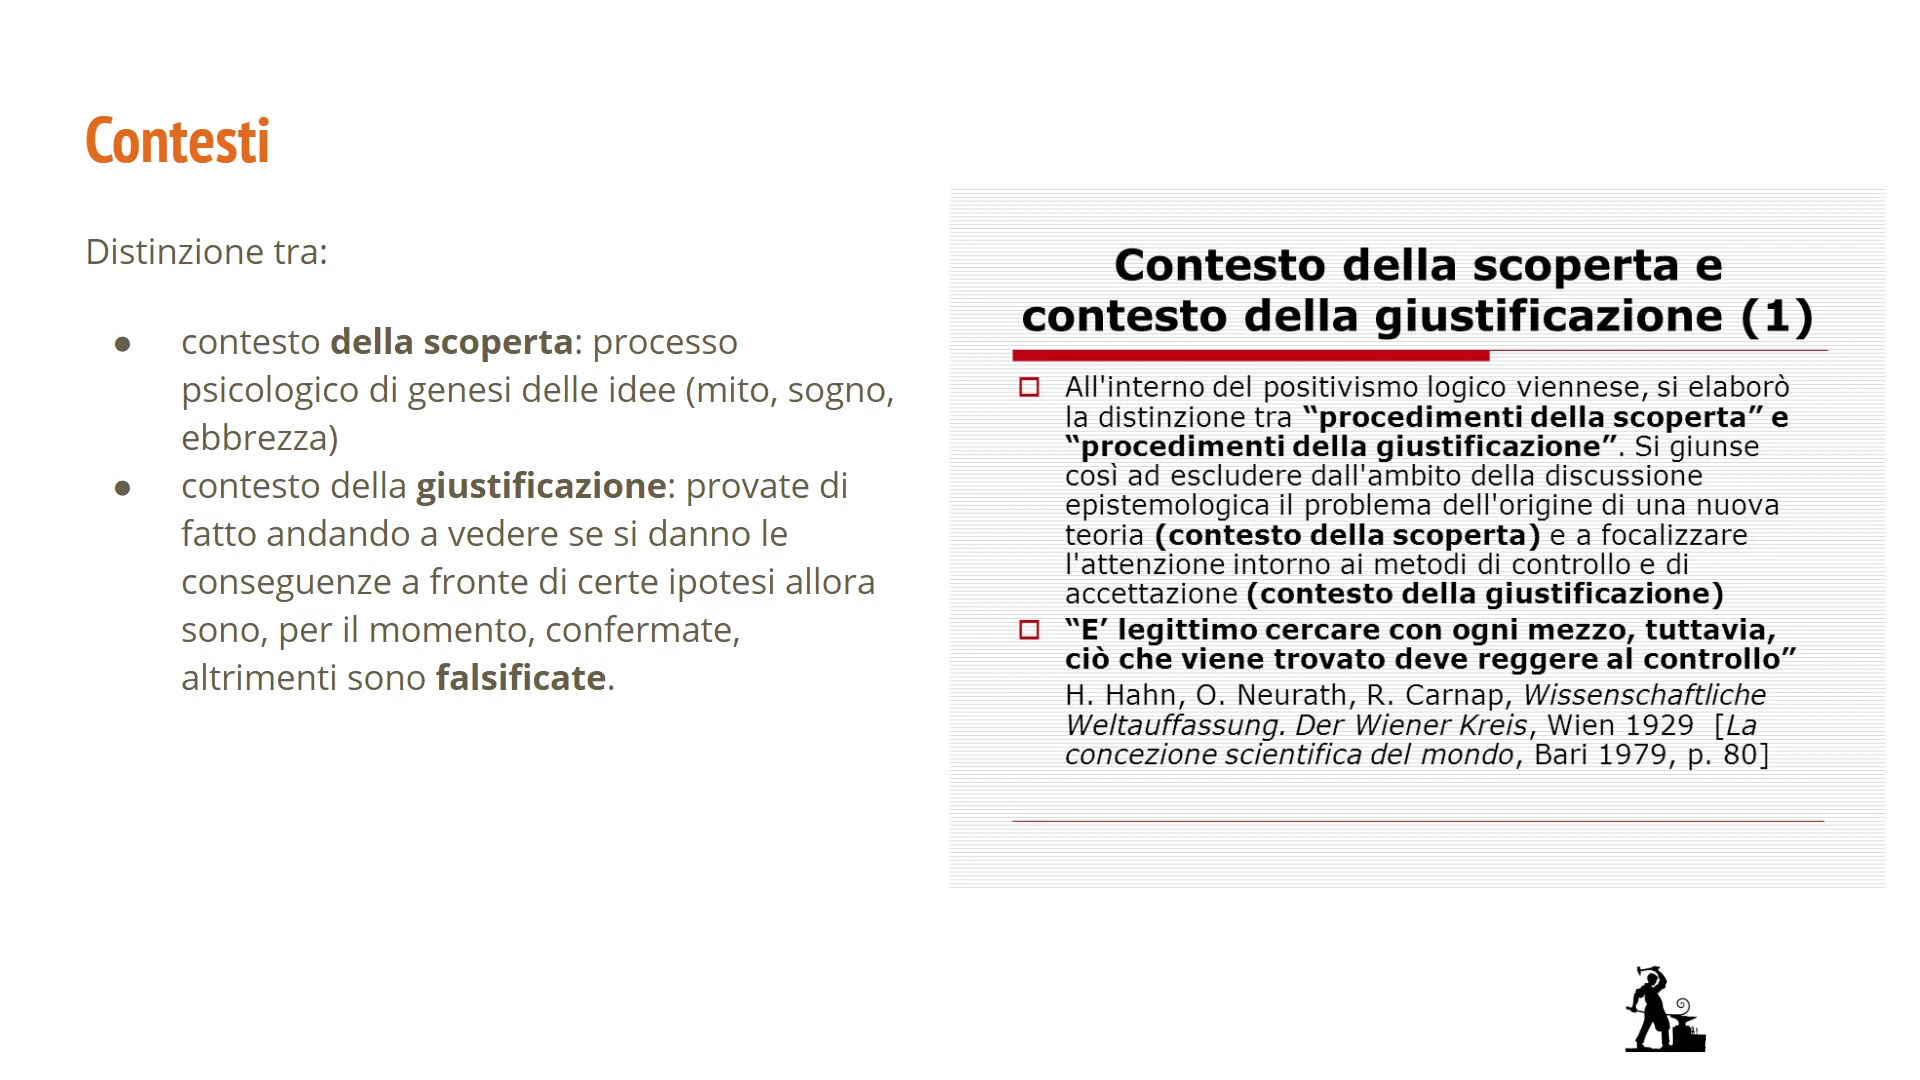 Contesti
Distinzione tra:
● contesto della scoperta: processo
psicologico di genesi delle idee (mito, sogno,
ebbrezza)
● contesto della giustificazione: provate di
fatto andando a vedere se si danno le
conseguenze a fronte di certe ipotesi allora
sono, per il momento, confermate,
altrimenti sono falsificate.
Contesto della scoperta e
contesto della giustificazione (1)
All'interno del positivismo logico viennese, si elaborò
la distinzione tra “procedimenti della scoperta” e
“procedimenti della giustificazione”. Si giunse
così ad escludere dall'ambito della discussione
epistemologica il problema dell'origine di una nuova
teoria (contesto della scoperta) e a focalizzare
l'attenzione intorno ai metodi di controllo e di
accettazione (contesto della giustificazione)
“E’ legittimo cercare con ogni mezzo, tuttavia,
ciò che viene trovato deve reggere al controllo”
H. Hahn, O. Neurath, R. Carnap, Wissenschaftliche
Weltauffassung. Der Wiener Kreis, Wien 1929 [La
concezione scientifica del mondo, Bari 1979, p. 80]